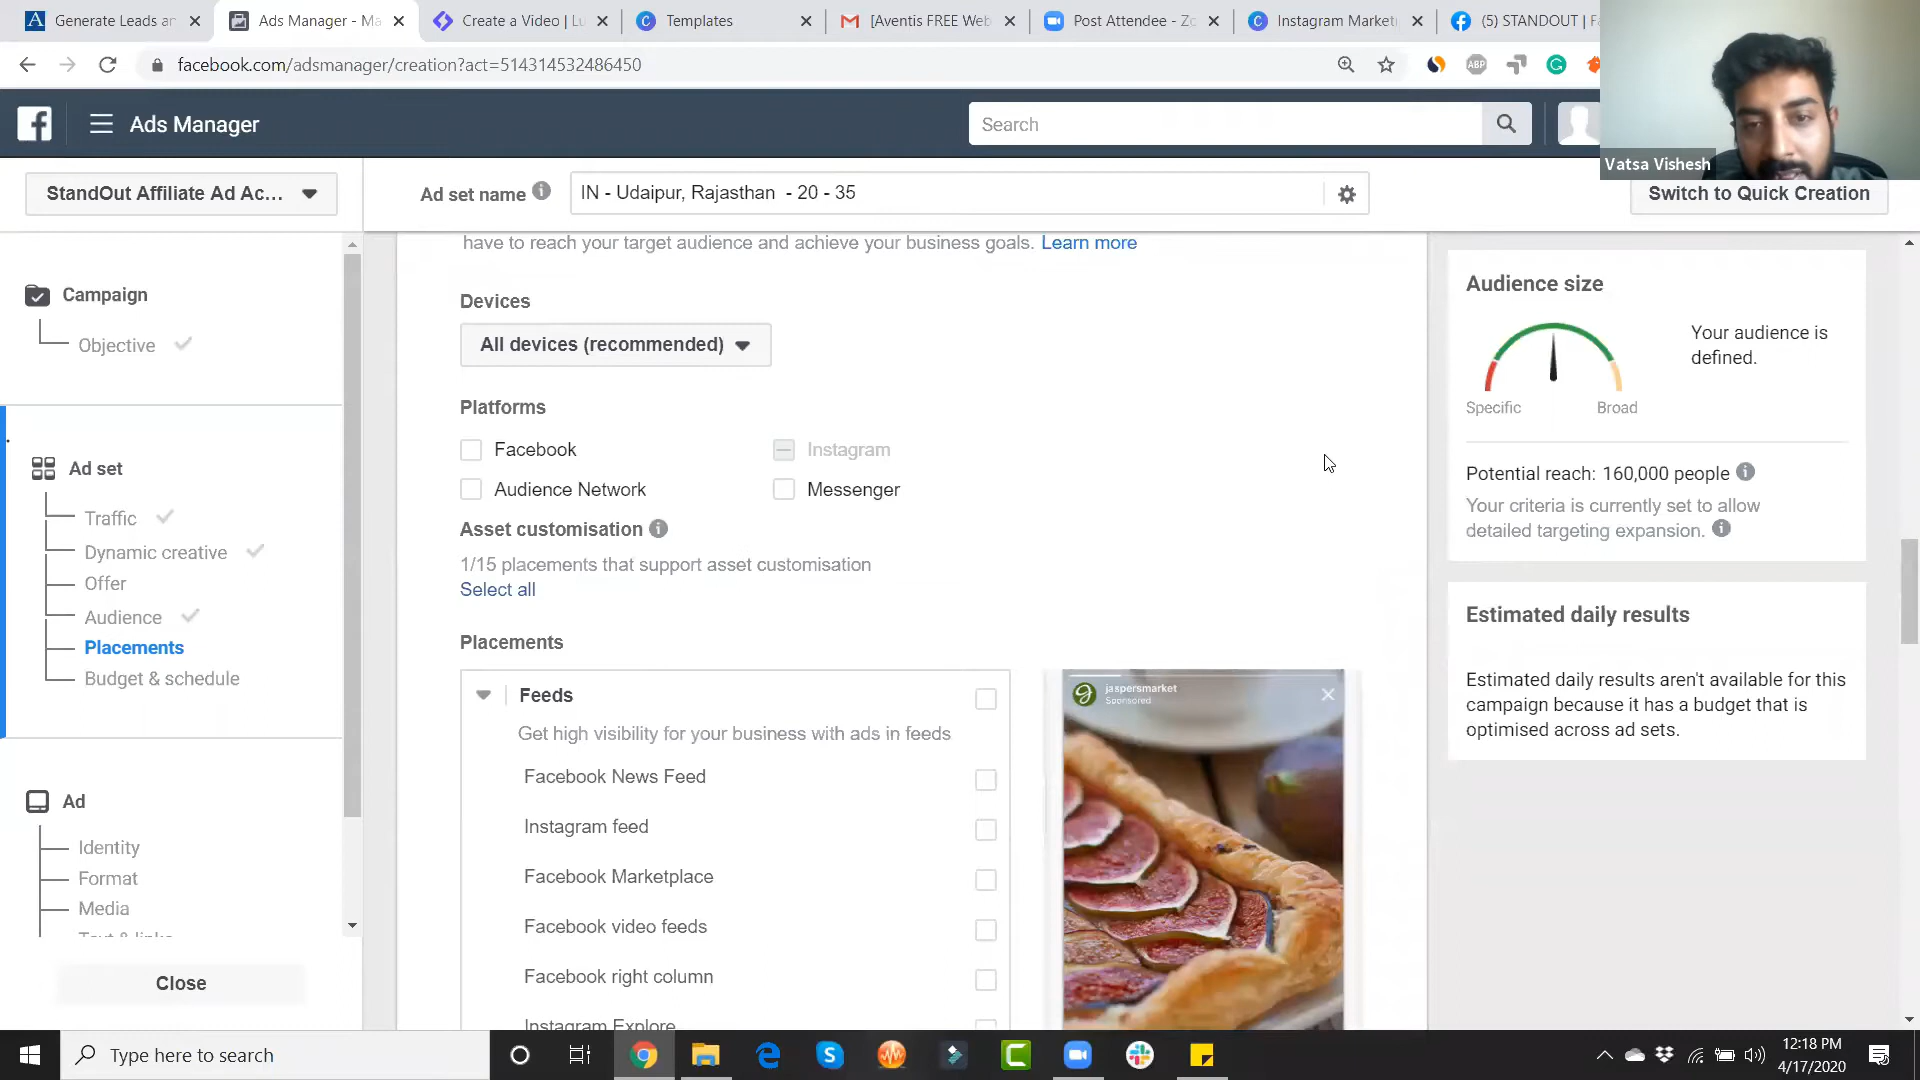 Generate Leads an
Ads Manager - Ma
Create a Video | Lu
Templates
[Aventis FREE Web
Post Attendee - Zo
Instagram Market
(5) STANDOUT | Fa
facebook.com/adsmanager/creation?act=514314532486450
ABP
Ads Manager
Search
Vatsa Vishesh
StandOut Affiliate Ad Ac...
Ad set name
IN - Udaipur, Rajasthan - 20 - 35
Switch to Quick Creation
Campaign
Objective
Ad set
Traffic
Dynamic creative
Offer
Audience
Placements
Budget & schedule
Ad
Identity
Format
Media
Text & links
Close
have to reach your target audience and achieve your business goals. Learn more
Devices
All devices (recommended)
Platforms
Facebook
Instagram
Audience Network
Messenger
Asset customisation
1/15 placements that support asset customisation
Select all
Placements
Feeds
Get high visibility for your business with ads in feeds
Facebook News Feed
Instagram feed
Facebook Marketplace
Facebook video feeds
Facebook right column
Instagram Explore
jaspersmarket
Sponsored
Audience size
Your audience is
defined.
Specific
Broad
Potential reach: 160,000 people
Your criteria is currently set to allow
detailed targeting expansion.
Estimated daily results
Estimated daily results aren't available for this
campaign because it has a budget that is
optimised across ad sets.
Type here to search
12:18 PM
4/17/2020